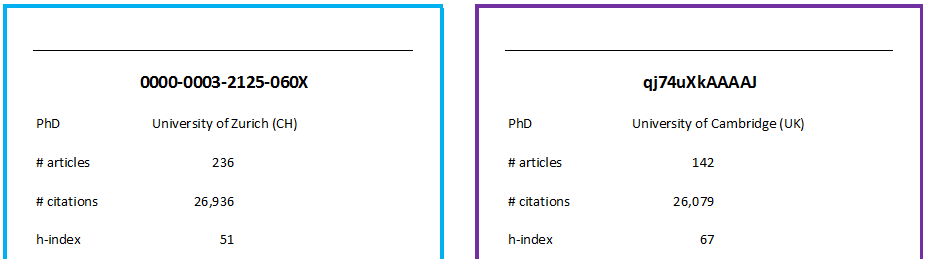 0000-0003-2125-060X
PhD University of Zurich (CH)
# articles 236
# citations 26,936
h-index 51
qj74uXkAAAAJ
PhD University of Cambridge (UK)
# articles 142
# citations 26,079
h-index 67